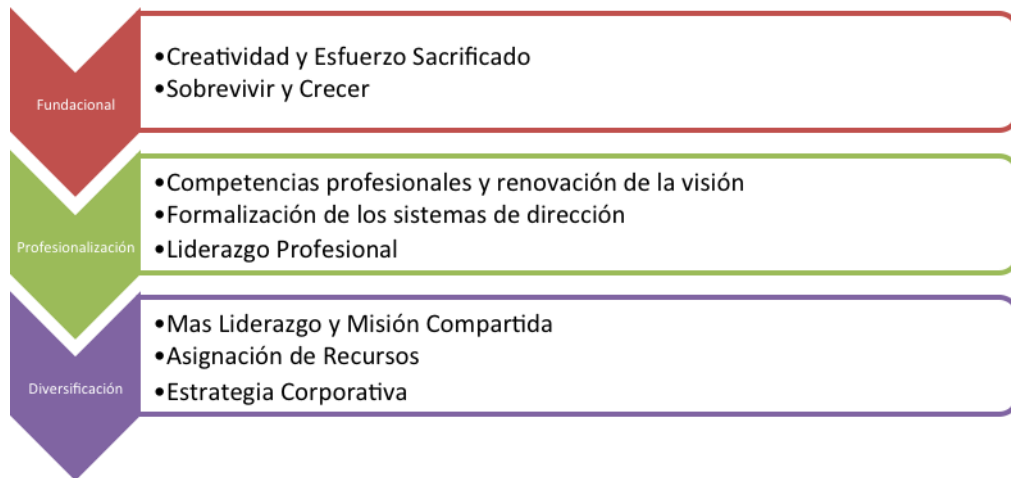 Fundacional
•Creatividad y Esfuerzo Sacrificado
•Sobrevivir y Crecer
Profesionalización
•Competencias profesionales y renovación de la visión
•Formalización de los sistemas de dirección
•Liderazgo Profesional
Diversificación
•Mas Liderazgo y Misión Compartida
•Asignación de Recursos
•Estrategia Corporativa